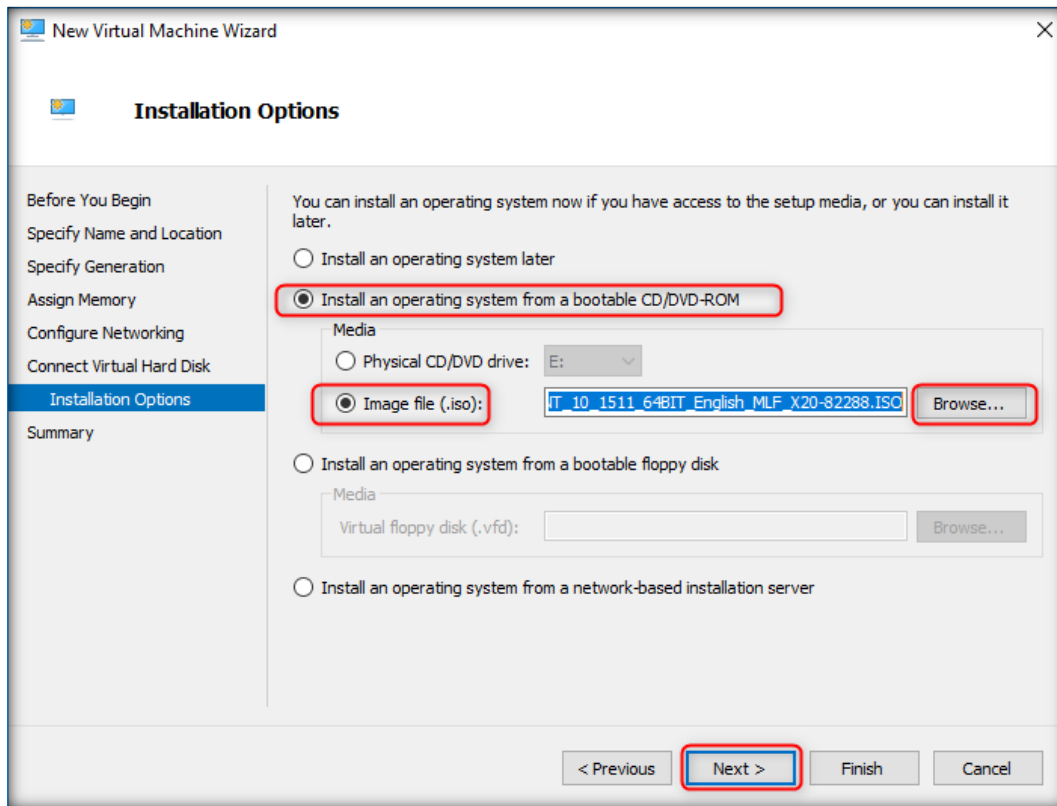 New Virtual Machine Wizard
Installation Options
Before You Begin
Specify Name and Location
Specify Generation
Assign Memory
Configure Networking
Connect Virtual Hard Disk
Installation Options
Summary
You can install an operating system now if you have access to the setup media, or you can install it
later.
Install an operating system later
Install an operating system from a bootable CD/DVD-ROM
Media
Physical CD/DVD drive: E:
Image file (.iso): _10_1511_64BIT_English_MLF_X20-82288.ISO Browse...
Install an operating system from a bootable floppy disk
Media
Virtual floppy disk (.vfd): Browse...
Install an operating system from a network-based installation server
< Previous Next > Finish Cancel